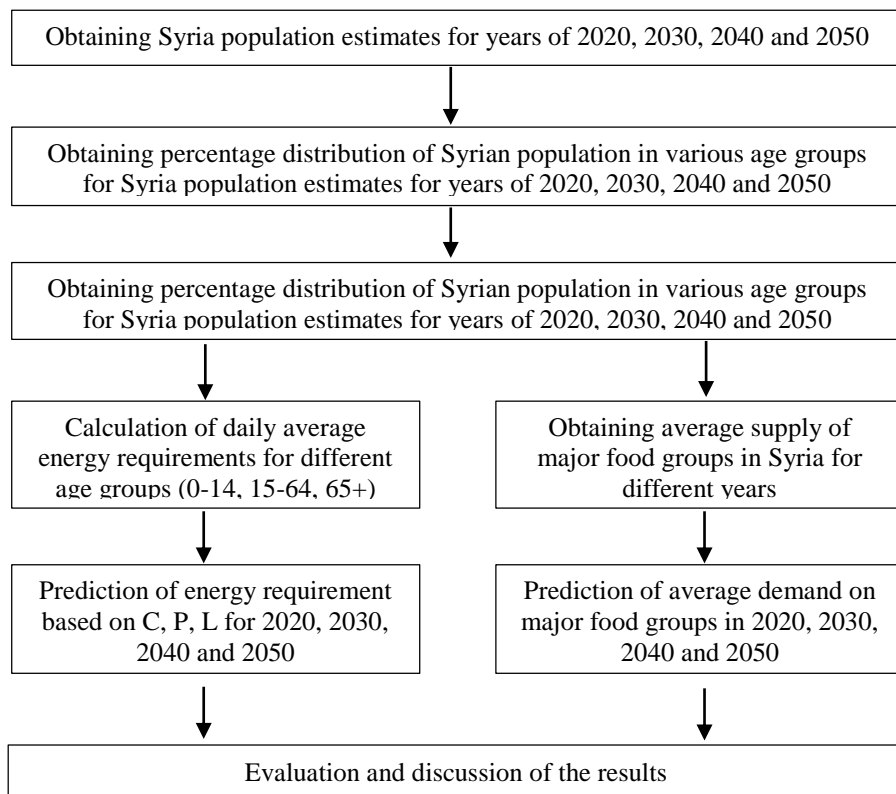 Obtaining Syria population estimates for years of 2020, 2030, 2040 and 2050
Obtaining percentage distribution of Syrian population in various age groups
for Syria population estimates for years of 2020, 2030, 2040 and 2050
Obtaining percentage distribution of Syrian population in various age groups
for Syria population estimates for years of 2020, 2030, 2040 and 2050
Calculation of daily average
energy requirements for different
age groups (0-14, 15-64, 65+)
Obtaining average supply of
major food groups in Syria for
different years
Prediction of energy requirement
based on C, P, L for 2020, 2030,
2040 and 2050
Prediction of average demand on
major food groups in 2020, 2030,
2040 and 2050
Evaluation and discussion of the results